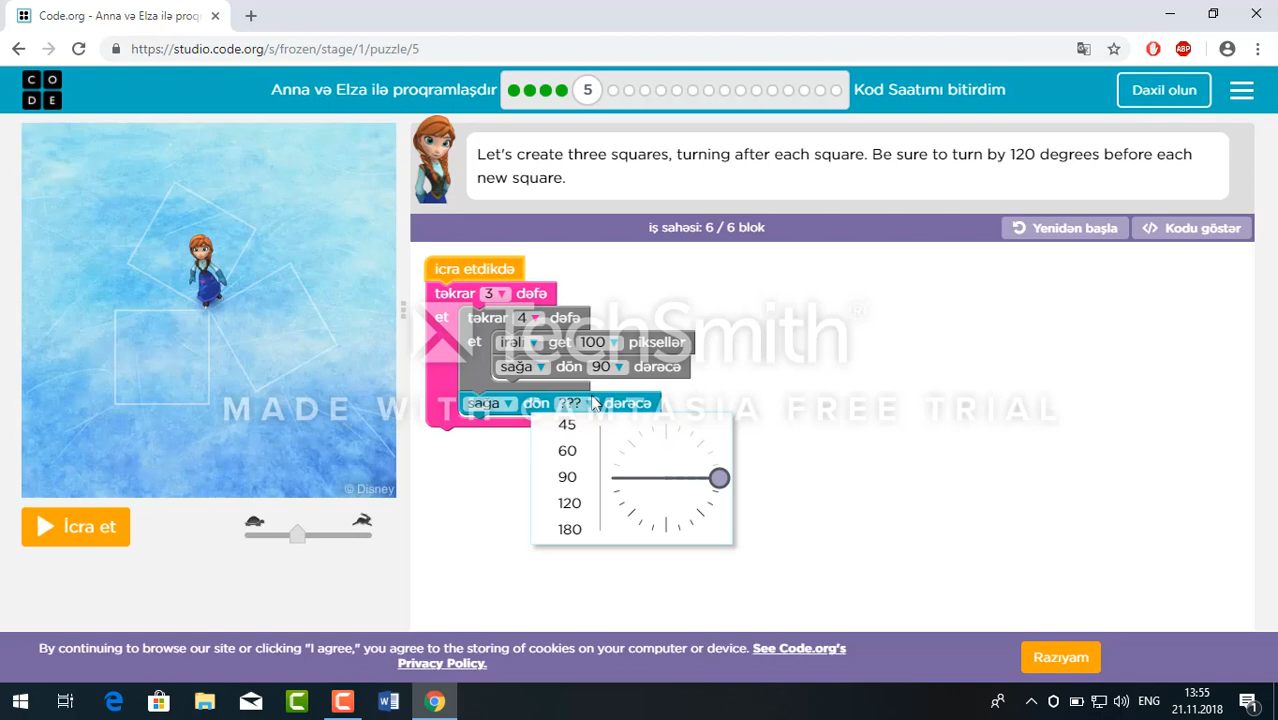 Code.org - Anna və Elza ilə proqr
https://studio.code.org/s/frozen/stage/1/puzzle/5
ABP
C O
D E
Anna və Elza ilə proqramlaşdır
5
Kod Saatımı bitirdim
Daxil olun
Let's create three squares, turning after each square. Be sure to turn by 120 degrees before each
new square.
iş sahəsi: 6 / 6 blok
Yenidən başla
Kodu göstər
icra etdikdə
təkrar 3 dəfə
et təkrar 4 dəfə
et irəli get 100 piksellər
sağa dön 90 dərəcə
sağa dön ??? dərəcə
TechSmith
MADE WITH CAMTASIA FREE TRIAL
45
60
90
120
180
© Disney
İcra et
By continuing to browse our site or clicking "I agree," you agree to the storing of cookies on your computer or device. See Code.org's
Privacy Policy.
Razıyam
ENG
13:55
21.11.2018
1